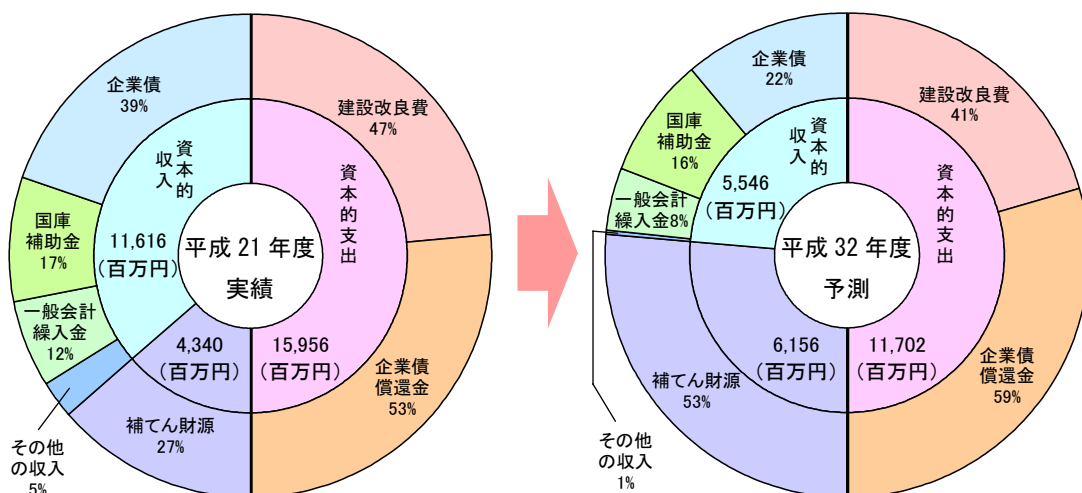 企業債
39%
建設改良費
47%
資本的
収入
資本的支出
国庫
補助金
17%
11,616
（百万円）
平成 21 年度
実績
一般会計
繰入金
12%
4,340
（百万円）
15,956
（百万円）
企業債
償還金
53%
補てん財源
27%
その他
の収入
5%
企業債
22%
建設改良費
41%
国庫
補助金
16%
資本的
収入
資本的支出
一般会計
繰入金8%
5,546
（百万円）
平成 32 年度
予測
6,156
（百万円）
11,702
（百万円）
企業債
償還金
59%
補てん財源
53%
その他
の収入
1%